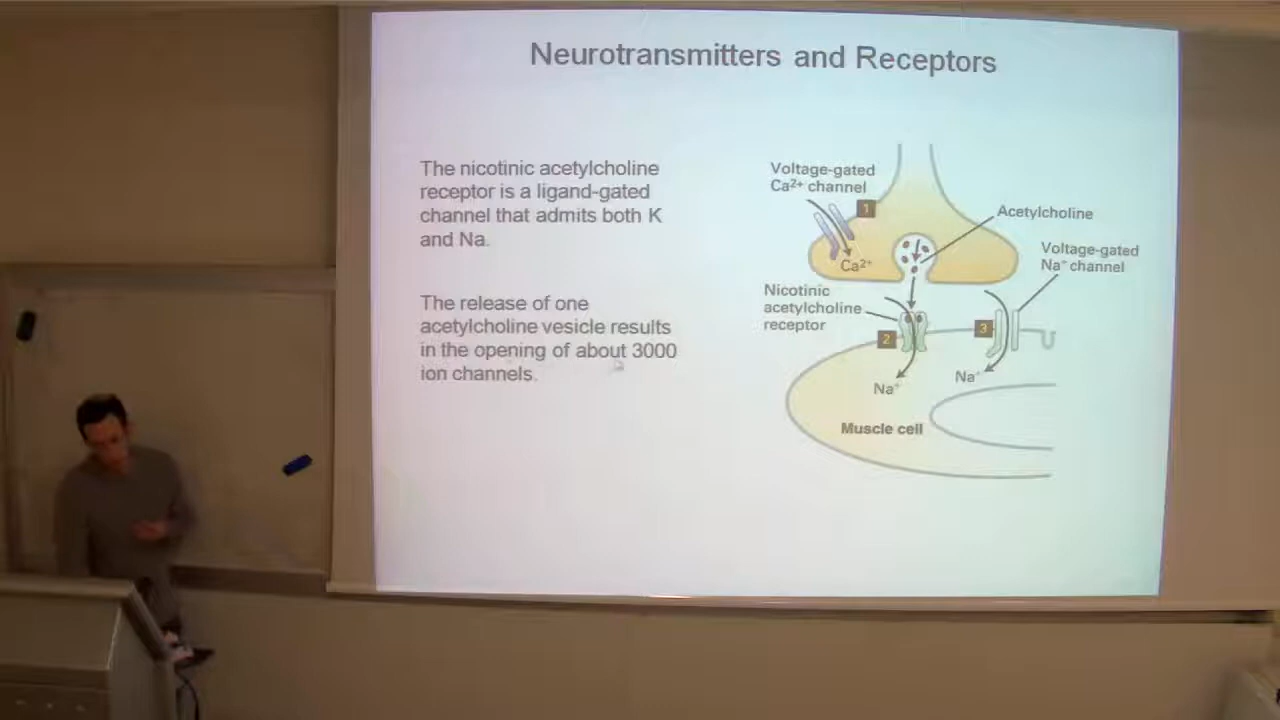 Neurotransmitters and Receptors
The nicotinic acetylcholine
receptor is a ligand-gated
channel that admits both K
and Na.
The release of one
acetylcholine vesicle results
in the opening of about 3000
ion channels.
Voltage-gated
Ca²⁺ channel
1
Acetylcholine
Voltage-gated
Na⁺ channel
Ca²⁺
Nicotinic
acetylcholine
receptor
2
3
Na⁺
Na⁺
Muscle cell